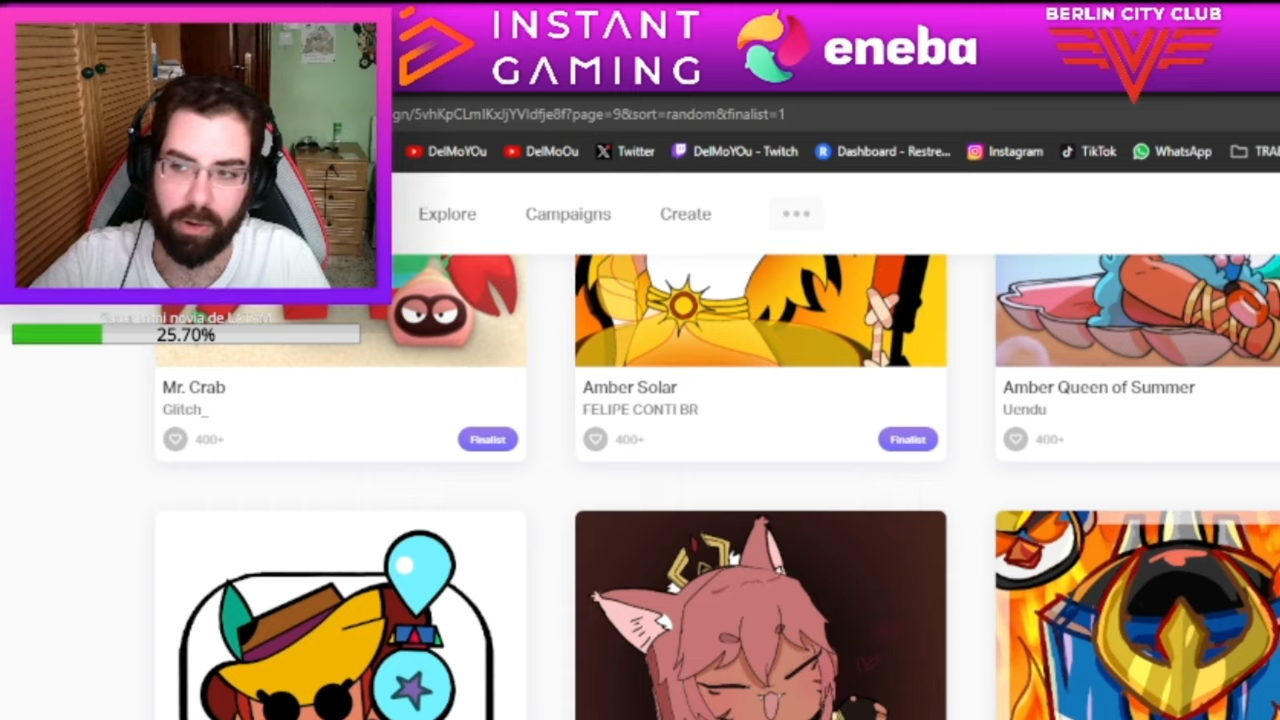 INSTANT GAMING
eneba
BERLIN CITY CLUB
gn/SvhKpCLmIKxJjYVIdfje8f?page=9&sort=random&finalist=1
DelMoYOu
DelMoOu
Twitter
DelMoYOu - Twitch
Dashboard - Restre...
Instagram
TikTok
WhatsApp
TRAI
Explore
Campaigns
Create
25.70%
Mr. Crab
Glitch_
400+
Finalist
Amber Solar
FELIPE CONTI BR
400+
Finalist
Amber Queen of Summer
Uendu
400+